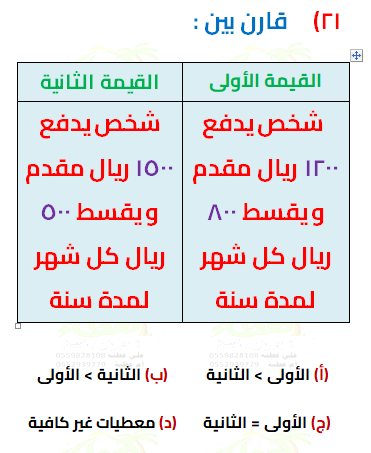 ٢١) قارن بين :
القيمة الأولى
القيمة الثانية
شخص يدفع
١٢٠٠ ريال مقدم
ويقسط ٨٠٠
ريال كل شهر
لمدة سنة
شخص يدفع
١٥٠٠ ريال مقدم
ويقسط ٥٠٠
ريال كل شهر
لمدة سنة
(أ) الأولى > الثانية
(ب) الثانية > الأولى
(ج) الأولى = الثانية
(د) معطيات غير كافية